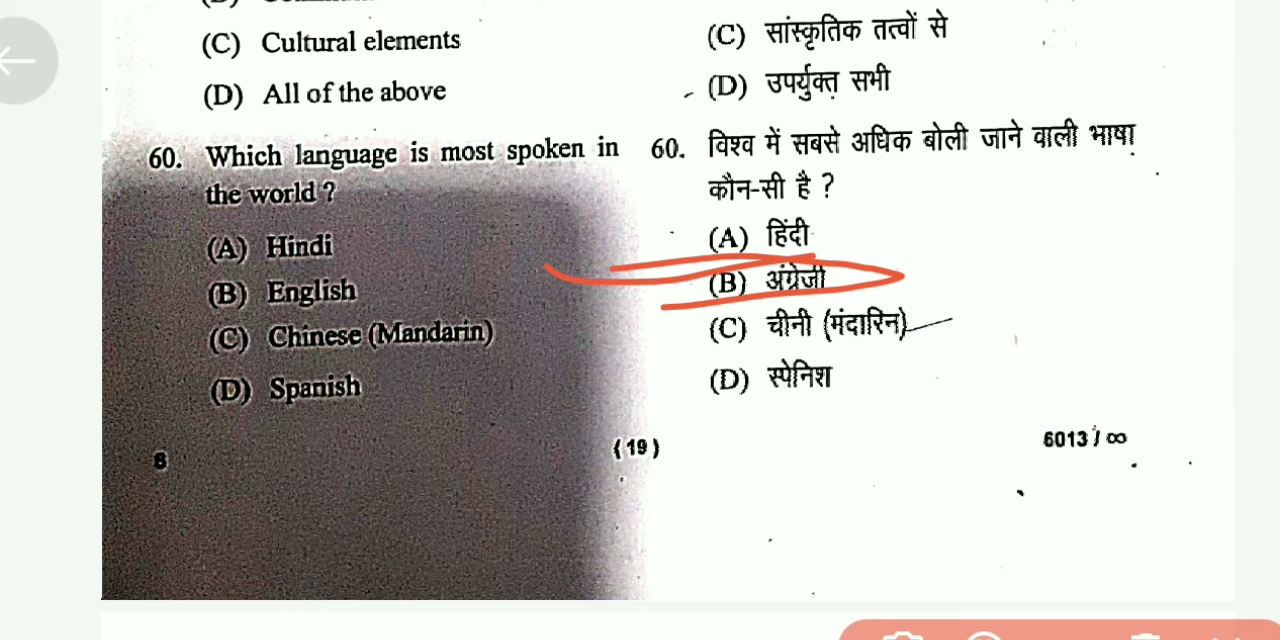 (C) Cultural elements
(D) All of the above
60. Which language is most spoken in
the world ?
(A) Hindi
(B) English
(C) Chinese (Mandarin)
(D) Spanish
8
(C) सांस्कृतिक तत्वों से
(D) उपर्युक्त सभी
60. विश्व में सबसे अधिक बोली जाने वाली भाषा
कौन-सी है ?
(A) हिंदी
(B) अंग्रेजी
(C) चीनी (मंदारिन)
(D) स्पेनिश
(19)
6013 / ∞